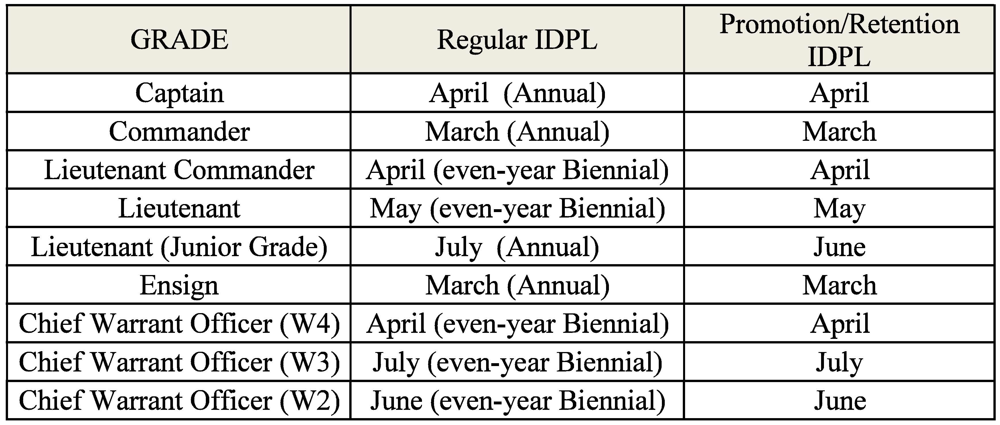 GRADE Regular IDPL Promotion/Retention IDPL
Captain April (Annual) April
Commander March (Annual) March
Lieutenant Commander April (even-year Biennial) April
Lieutenant May (even-year Biennial) May
Lieutenant (Junior Grade) July (Annual) June
Ensign March (Annual) March
Chief Warrant Officer (W4) April (even-year Biennial) April
Chief Warrant Officer (W3) July (even-year Biennial) July
Chief Warrant Officer (W2) June (even-year Biennial) June